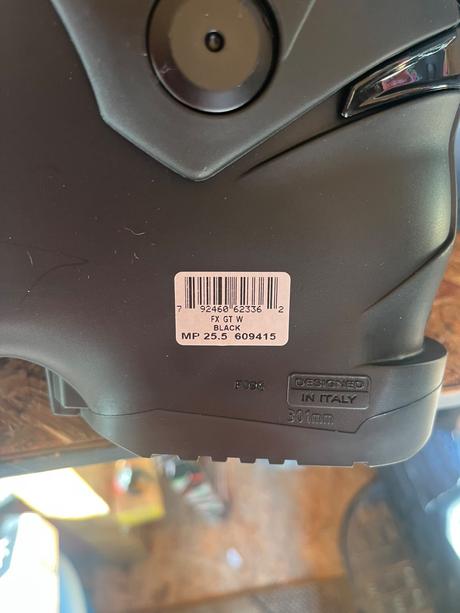 7 92460 62336 2
FX GT W
BLACK
MP 25.5 609415
DESIGNED
IN ITALY
301mm